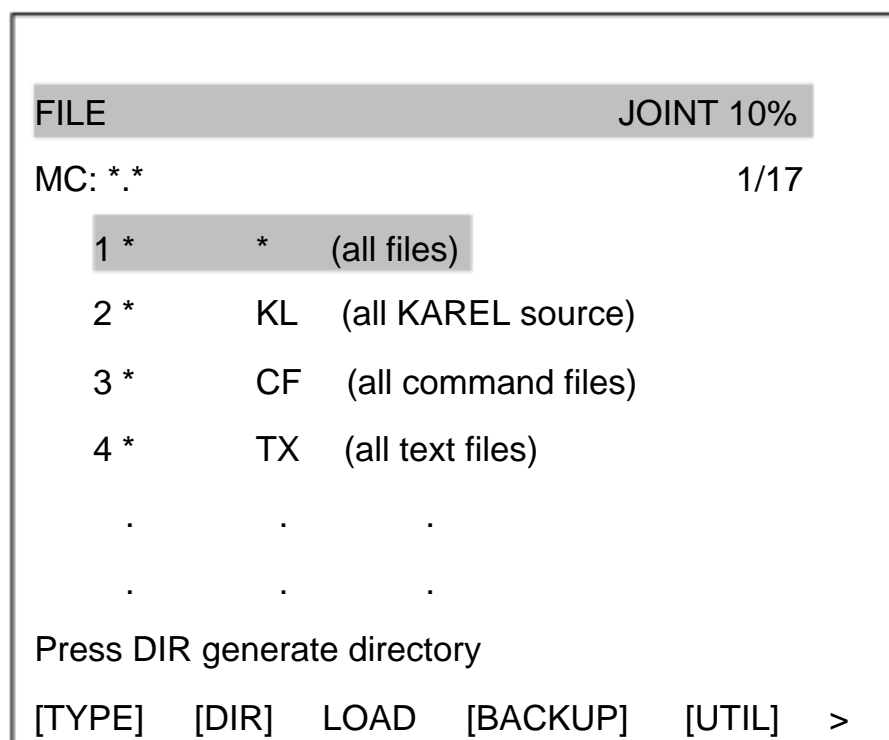 FILE JOINT 10%
MC: *.* 1/17
1 * * (all files)
2 * KL (all KAREL source)
3 * CF (all command files)
4 * TX (all text files)
. . .
. . .
Press DIR generate directory
[TYPE] [DIR] LOAD [BACKUP] [UTIL] >